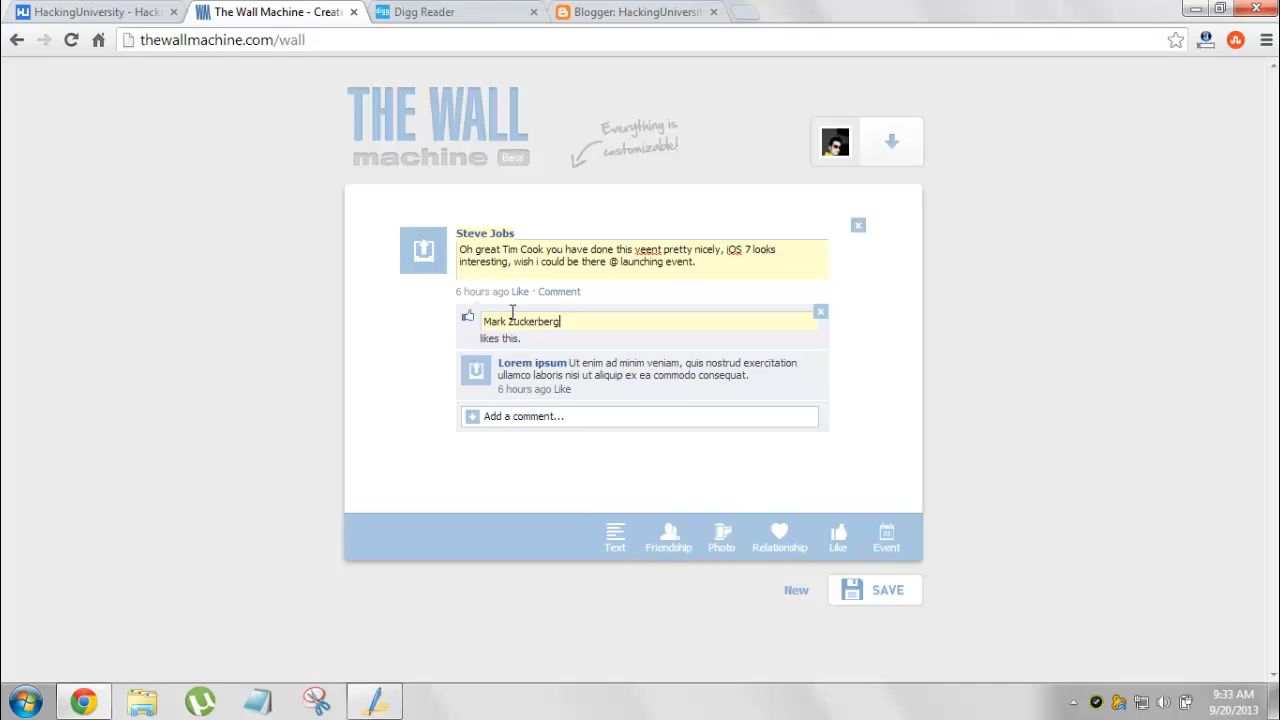 HackingUniversity - Hacks
The Wall Machine - Create
Digg Reader
Blogger: HackingUniversity
thewallmachine.com/wall
THE WALL
machine Beta
Everything is
customizable!
Steve Jobs
Oh great Tim Cook you have done this veent pretty nicely, iOS 7 looks
interesting, wish i could be there @ launching event.
6 hours ago Like · Comment
Mark zuckerberg
likes this.
Lorem ipsum Ut enim ad minim veniam, quis nostrud exercitation
ullamco laboris nisi ut aliquip ex ea commodo consequat.
6 hours ago Like
Add a comment...
Text Friendship Photo Relationship Like Event
New SAVE
9:33 AM
9/20/2013